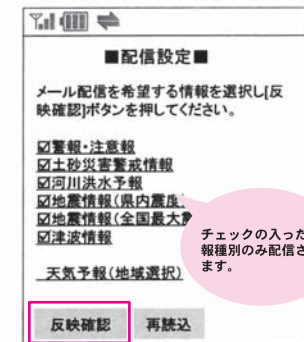 ■配信設定■
メール配信を希望する情報を選択し[反
映確認]ボタンを押してください。
☑警報・注意報
☑土砂災害警戒情報
☑河川洪水予報
☑地震情報(県内震度
☑地震情報(全国最大
☑津波情報
チェックの入った
報種別のみ配信さ
ます。
天気予報(地域選択)
反映確認 再読込